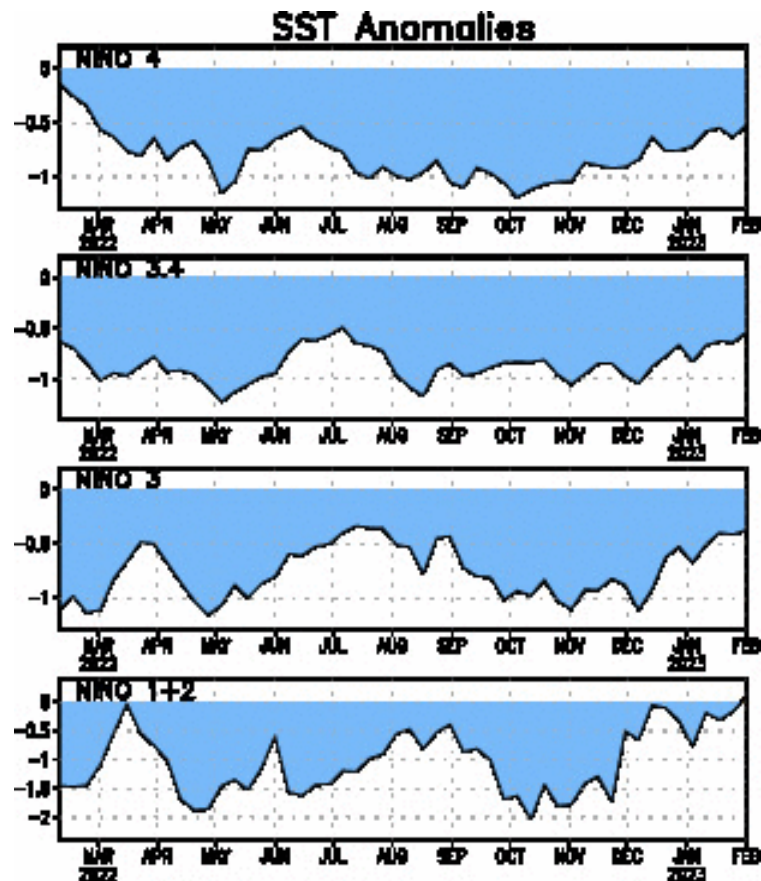 SST Anomalies
NINO 4
0
-0.5
-1
MAR APR MAY JUN JUL AUG SEP OCT NOV DEC JAN FEB
2022 2023
NINO 3.4
0
-0.5
-1
MAR APR MAY JUN JUL AUG SEP OCT NOV DEC JAN FEB
2022 2023
NINO 3
0
-0.5
-1
MAR APR MAY JUN JUL AUG SEP OCT NOV DEC JAN FEB
2022 2023
NINO 1+2
0
-0.5
-1
-1.5
-2
MAR APR MAY JUN JUL AUG SEP OCT NOV DEC JAN FEB
2022 2023